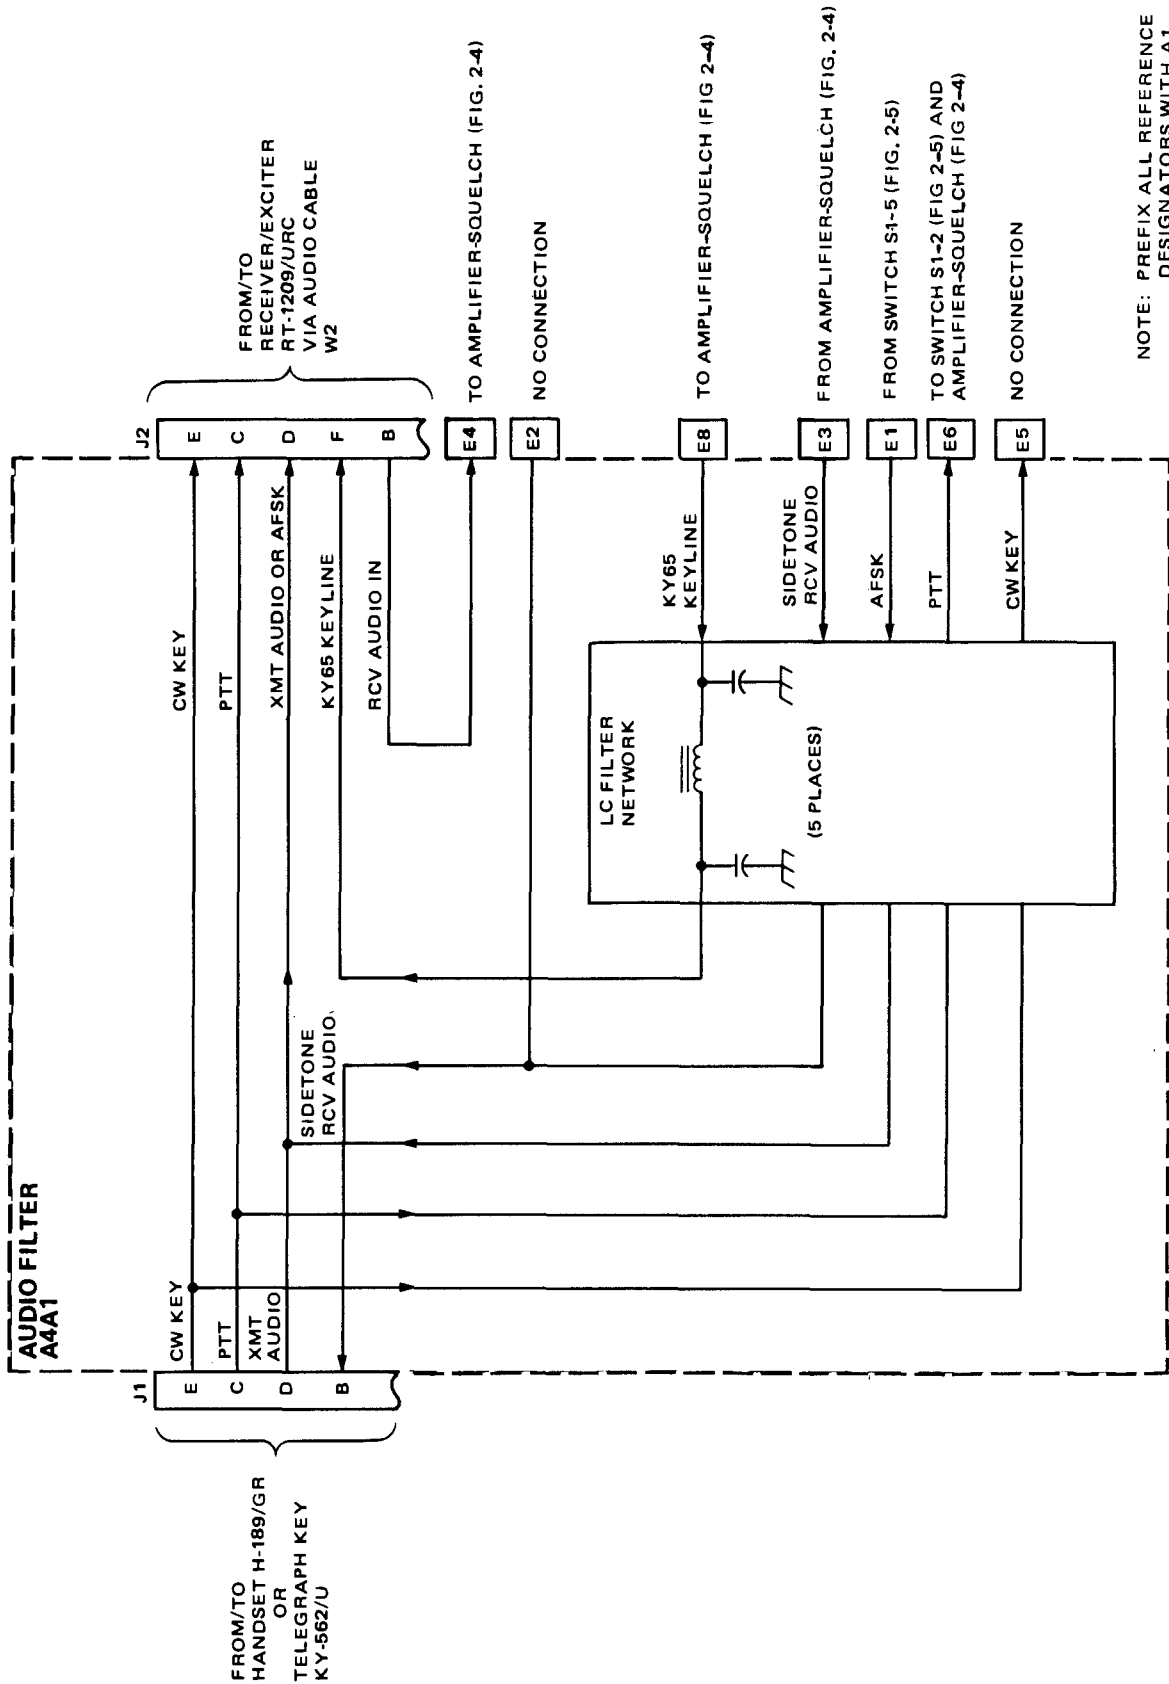 AUDIO FILTER
A4A1
FROM/TO
HANDSET H-189/GR
OR
TELEGRAPH KEY
KY-562/U
J1
E
C
D
B
CW KEY
PTT
XMT
AUDIO
SIDETONE
RCV AUDIO
CW KEY
PTT
XMT AUDIO OR AFSK
KY65 KEYLINE
RCV AUDIO IN
J2
E
C
D
F
B
FROM/TO
RECEIVER/EXCITER
RT-1209/URC
VIA AUDIO CABLE
W2
E4
TO AMPLIFIER-SQUELCH (FIG. 2-4)
E2
NO CONNECTION
LC FILTER
NETWORK
(5 PLACES)
KY65
KEYLINE
E8
TO AMPLIFIER-SQUELCH (FIG 2-4)
SIDETONE
RCV AUDIO
E3
FROM AMPLIFIER-SQUELCH (FIG. 2-4)
AFSK
E1
FROM SWITCH S1-5 (FIG. 2-5)
PTT
E6
TO SWITCH S1-2 (FIG 2-5) AND
AMPLIFIER-SQUELCH (FIG 2-4)
CW KEY
E5
NO CONNECTION
NOTE: PREFIX ALL REFERENCE
DESIGNATORS WITH A1